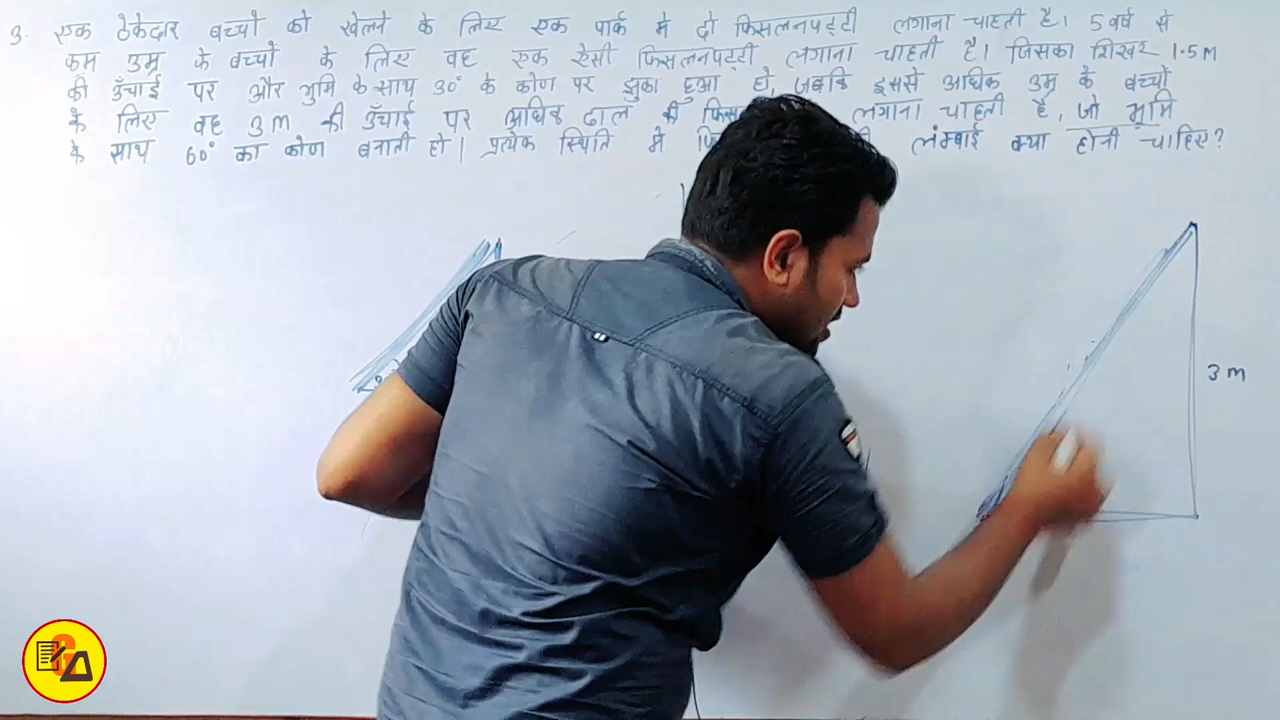 3. एक ठेकेदार बच्चो को खेलने के लिए एक पार्क मे दो फिसलनपट्टी लगाना चाहती है। 5 वर्ष से
कम उम्र के बच्चो के लिए वह एक ऐसी फिसलनपट्टी लगाना चाहती है। जिसका शिखर 1.5 m
की ऊँचाई पर और भुमि के साथ 30° के कोण पर झुका हुआ हो, जबकि इससे अधिक उम्र के बच्चो
के लिए वह 3 m की ऊँचाई पर अधिक ढाल की लगाना चाहती है, जो भूमि
के साथ 60° का कोण बनाती हो। प्रत्येक स्थिति मे लंम्बाई क्या होनी चाहिए?
3 m